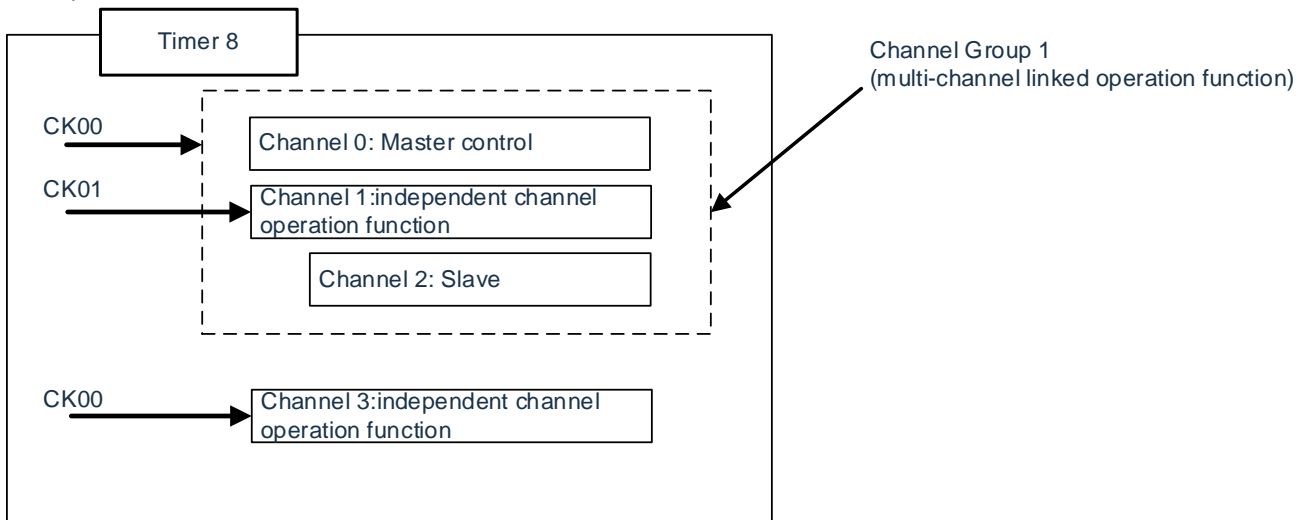 Timer 8
Channel Group 1
(multi-channel linked operation function)
CK00
Channel 0: Master control
CK01
Channel 1:independent channel
operation function
Channel 2: Slave
CK00
Channel 3:independent channel
operation function